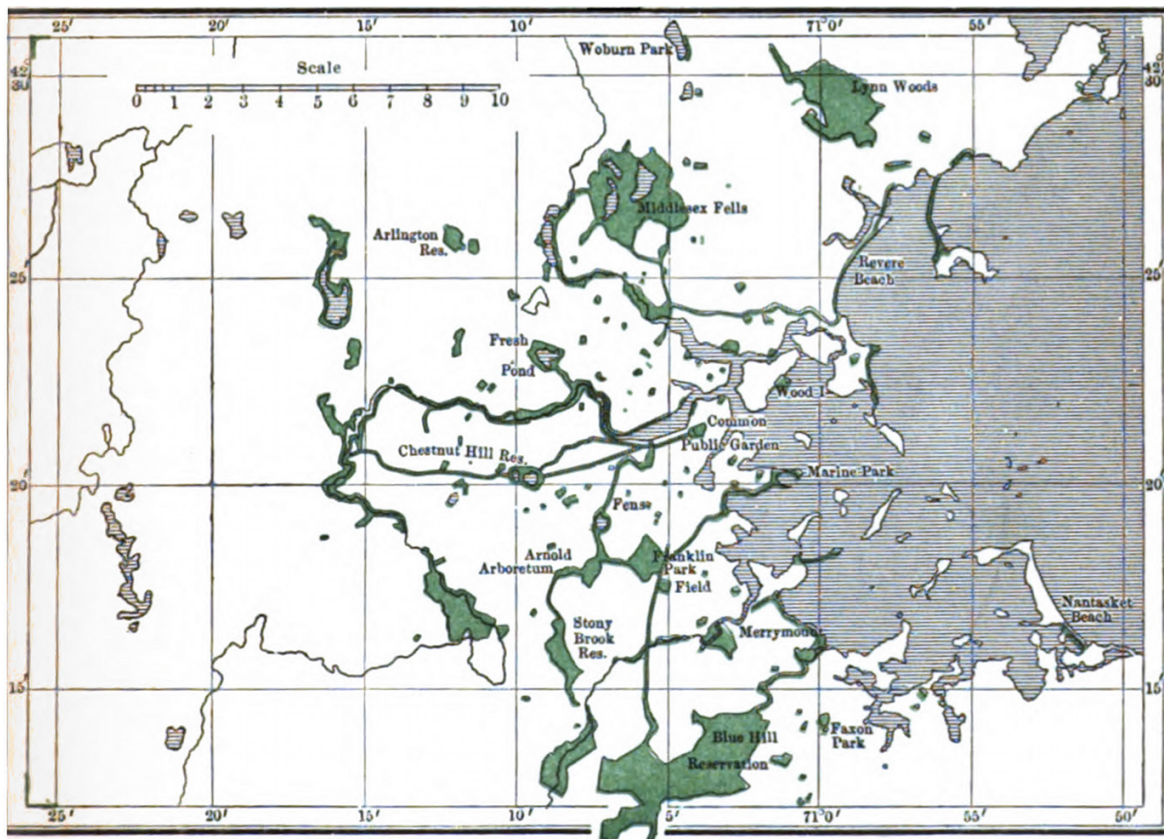 25'
20'
10'
5'
71°0'
55'
50'
Woburn Park
42°
30'
Scale
0 1 2 3 4 5 6 7 8 9 10
Lynn Woods
Middlesex Fells
Arlington
Res.
25'
Revere
Beach
25'
Fresh
Pond
Wood I
Common
Public Garden
Chestnut Hill Res.
Marine Park
20'
20'
Fens
Arnold
Arboretum
Franklin
Park
Field
Stony
Brook
Res.
Merrymount
Nantasket
Beach
15'
15'
Blue Hill
Reservation
Faxon
Park
25'
20'
15'
10'
5'
71°0'
55'
50'